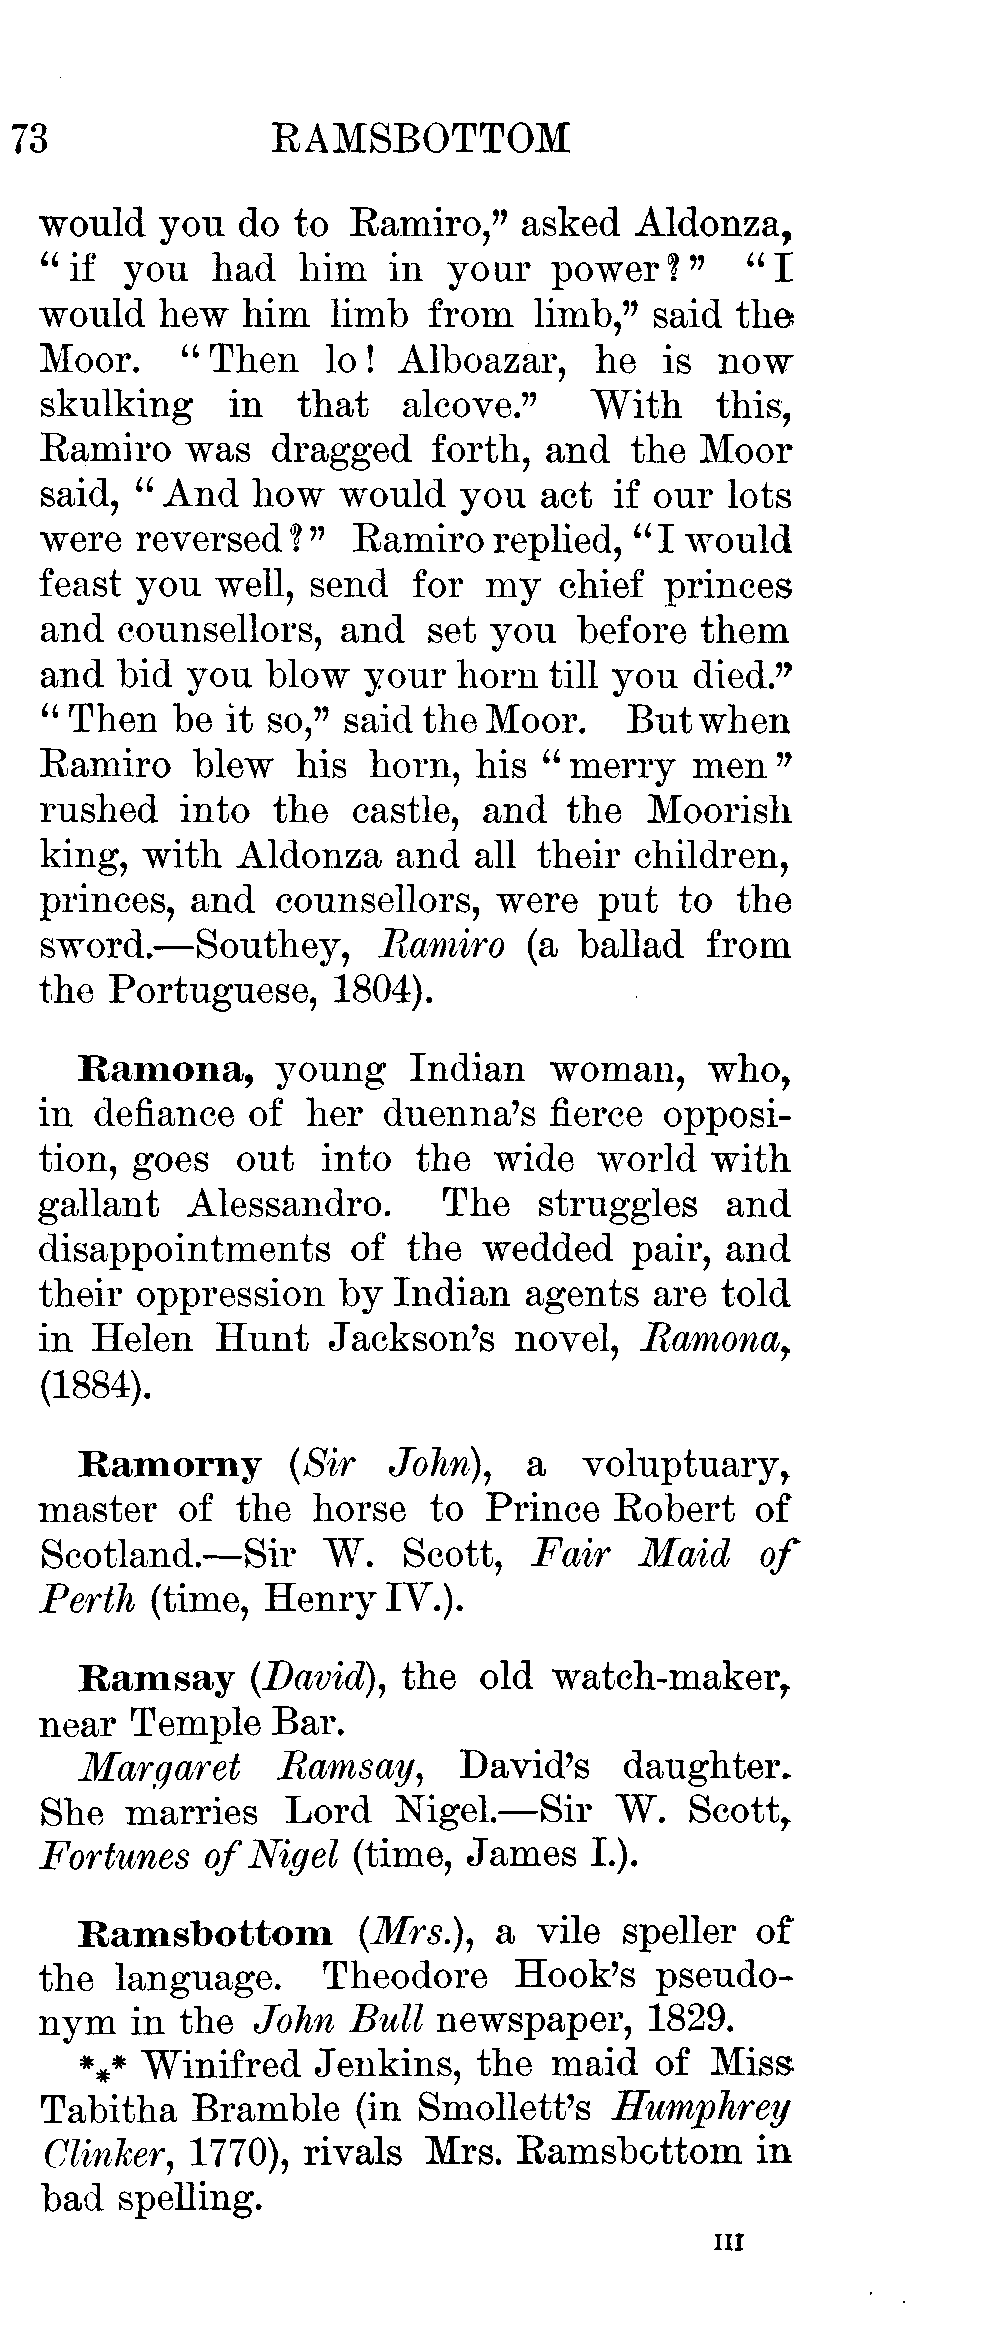 73 RAMSBOTTOM
would you do to Ramiro,” asked Aldonza,
“if you had him in your power?” “I
would hew him limb from limb,” said the
Moor. “Then lo! Alboazar, he is now
skulking in that alcove.” With this,
Ramiro was dragged forth, and the Moor
said, “And how would you act if our lots
were reversed?” Ramiro replied, “I would
feast you well, send for my chief princes
and counsellors, and set you before them
and bid you blow your horn till you died.”
“Then be it so,” said the Moor. But when
Ramiro blew his horn, his “merry men”
rushed into the castle, and the Moorish
king, with Aldonza and all their children,
princes, and counsellors, were put to the
sword.—Southey, Ramiro (a ballad from
the Portuguese, 1804).
Ramona, young Indian woman, who,
in defiance of her duenna’s fierce opposi-
tion, goes out into the wide world with
gallant Alessandro. The struggles and
disappointments of the wedded pair, and
their oppression by Indian agents are told
in Helen Hunt Jackson’s novel, Ramona,
(1884).
Ramorny (Sir John), a voluptuary,
master of the horse to Prince Robert of
Scotland.—Sir W. Scott, Fair Maid of
Perth (time, Henry IV.).
Ramsay (David), the old watch-maker,
near Temple Bar.
Margaret Ramsay, David’s daughter.
She marries Lord Nigel.—Sir W. Scott,
Fortunes of Nigel (time, James I.).
Ramsbottom (Mrs.), a vile speller of
the language. Theodore Hook’s pseudo-
nym in the John Bull newspaper, 1829.
*** Winifred Jenkins, the maid of Miss
Tabitha Bramble (in Smollett’s Humphrey
Clinker, 1770), rivals Mrs. Ramsbottom in
bad spelling.
III